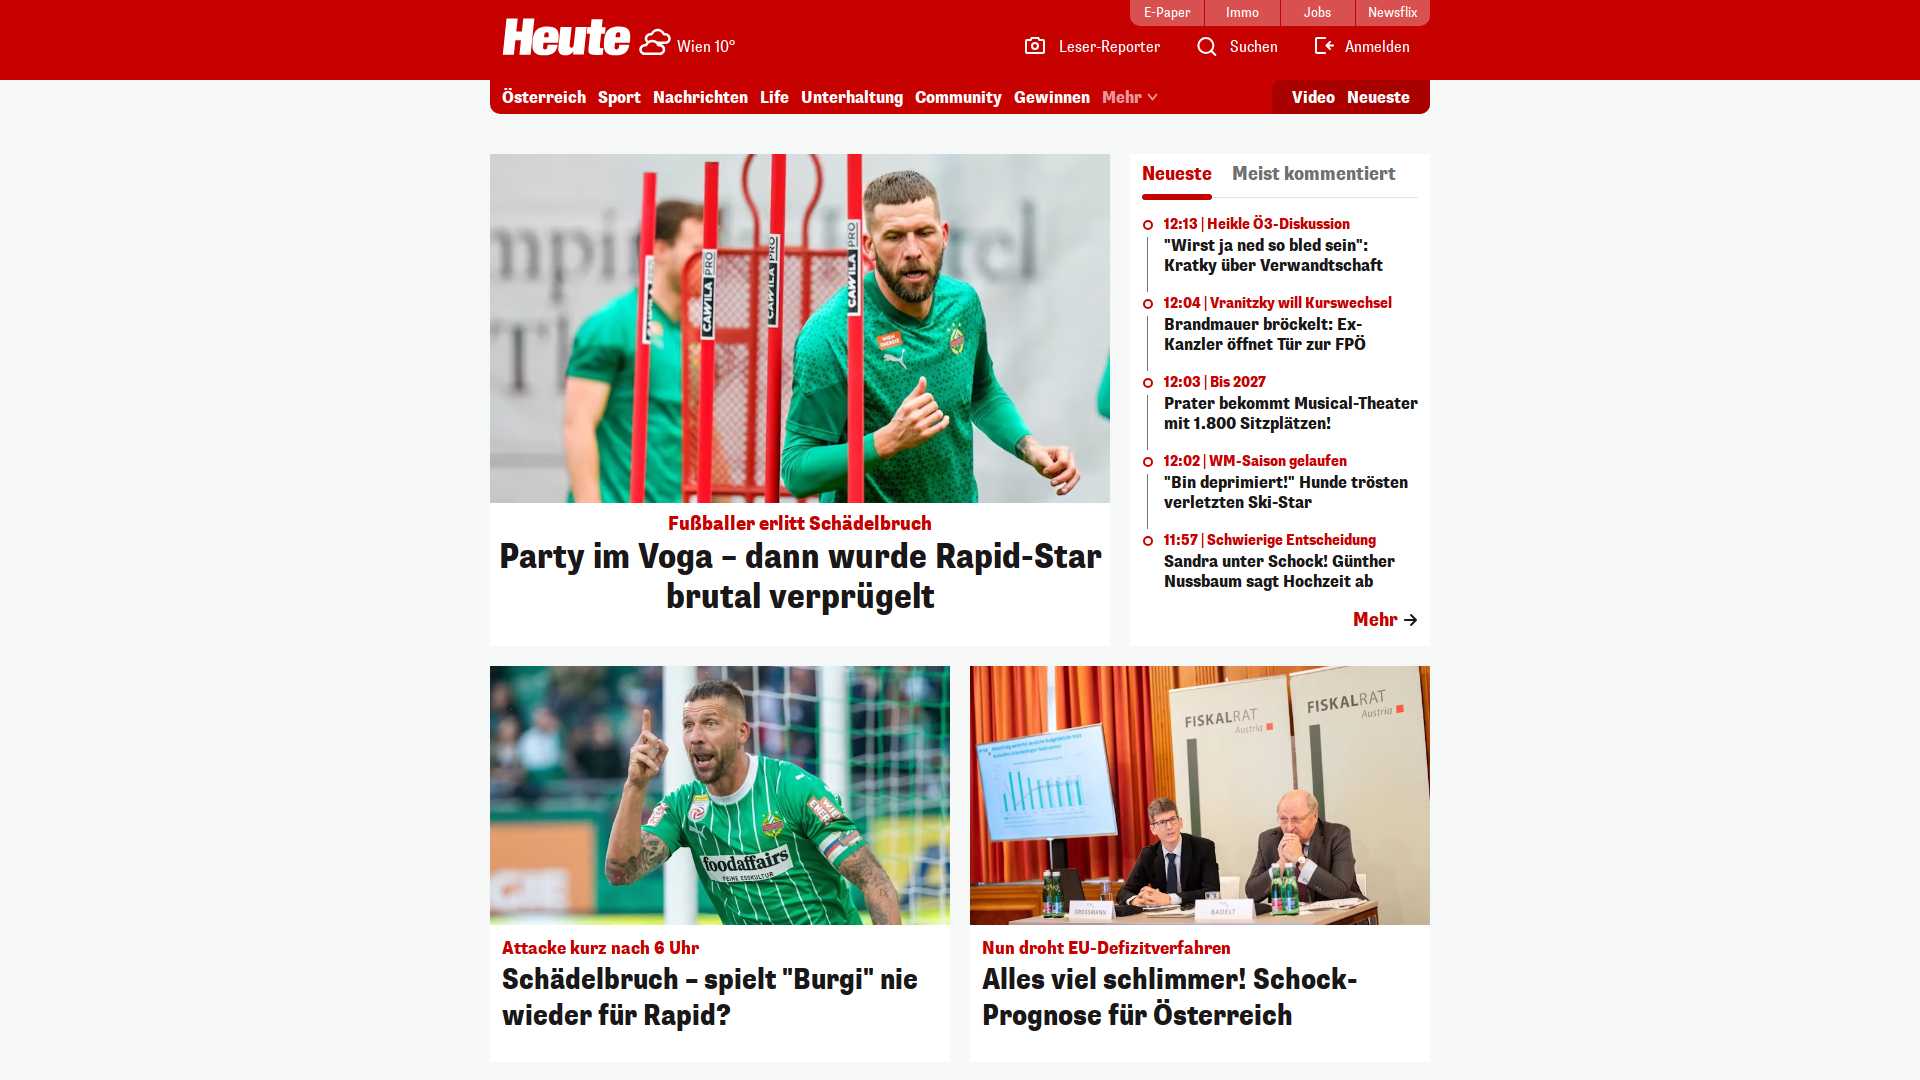 E-Paper
Immo
Jobs
Newsflix
Heute
Wien 10°
Leser-Reporter
Suchen
Anmelden
Österreich
Sport
Nachrichten
Life
Unterhaltung
Community
Gewinnen
Mehr
Video
Neueste
CAWILA PRO
CAWILA PRO
CAWILA PRO
Fußballer erlitt Schädelbruch
Party im Voga – dann wurde Rapid-Star
brutal verprügelt
Neueste
Meist kommentiert
12:13 | Heikle Ö3-Diskussion
"Wirst ja ned so bled sein":
Kratky über Verwandtschaft
12:04 | Vranitzky will Kurswechsel
Brandmauer bröckelt: Ex-
Kanzler öffnet Tür zur FPÖ
12:03 | Bis 2027
Prater bekommt Musical-Theater
mit 1.800 Sitzplätzen!
12:02 | WM-Saison gelaufen
"Bin deprimiert!" Hunde trösten
verletzten Ski-Star
11:57 | Schwierige Entscheidung
Sandra unter Schock! Günther
Nussbaum sagt Hochzeit ab
Mehr
foodaffairs
FEINE ESSKULTUR
WIEN
ENERGIE
Attacke kurz nach 6 Uhr
Schädelbruch – spielt "Burgi" nie
wieder für Rapid?
FISKALRAT
Austria
FISKALRAT
Austria
GROSSMANN
BADELT
Nun droht EU-Defizitverfahren
Alles viel schlimmer! Schock-
Prognose für Österreich